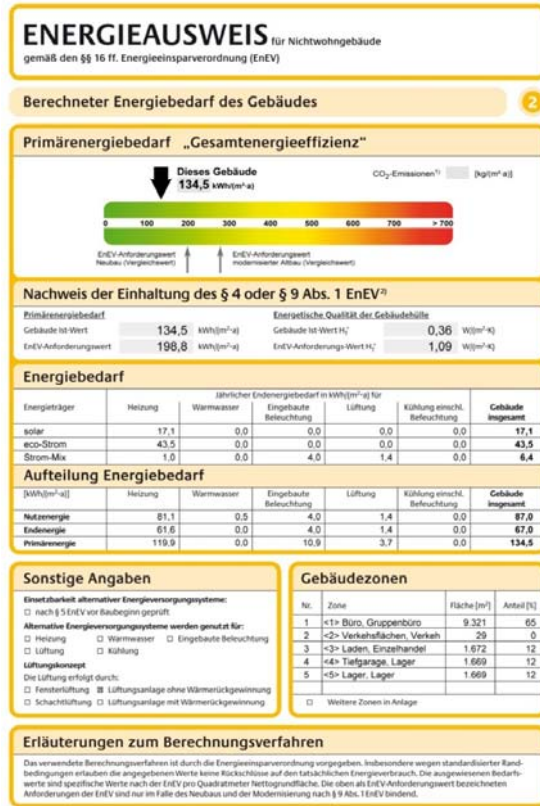 ENERGIEAUSWEIS für Nichtwohngebäude
gemäß den §§ 16 ff. Energieeinsparverordnung (EnEV)
Berechneter Energiebedarf des Gebäudes 2
Primärenergiebedarf „Gesamtenergieeffizienz"
Dieses Gebäude
134,5 kWh/(m²·a)
CO₂-Emissionen¹⁾ [kg/(m²·a)]
0 100 200 300 400 500 600 700 > 700
EnEV-Anforderungswert
Neubau (Vergleichswert)
EnEV-Anforderungswert
modernisierter Altbau (Vergleichswert)
Nachweis der Einhaltung des § 4 oder § 9 Abs. 1 EnEV²⁾
Primärenergiebedarf Energetische Qualität der Gebäudehülle
Gebäude Ist-Wert 134,5 kWh/(m²·a) Gebäude Ist-Wert H'T 0,36 W/(m²·K)
EnEV-Anforderungswert 198,8 kWh/(m²·a) EnEV-Anforderungs-Wert H'T 1,09 W/(m²·K)
Energiebedarf
Jährlicher Endenergiebedarf in kWh/(m²·a) für
Energieträger Heizung Warmwasser Eingebaute Beleuchtung Lüftung Kühlung einschl. Befeuchtung Gebäude insgesamt
solar 17,1 0,0 0,0 0,0 0,0 17,1
eco-Strom 43,5 0,0 0,0 0,0 0,0 43,5
Strom-Mix 1,0 0,0 4,0 1,4 0,0 6,4
Aufteilung Energiebedarf
[kWh/(m²·a)] Heizung Warmwasser Eingebaute Beleuchtung Lüftung Kühlung einschl. Befeuchtung Gebäude insgesamt
Nutzenergie 81,1 0,5 4,0 1,4 0,0 87,0
Endenergie 61,6 0,0 4,0 1,4 0,0 67,0
Primärenergie 119,9 0,0 10,9 3,7 0,0 134,5
Sonstige Angaben
Einsetzbarkeit alternativer Energieversorgungssysteme:
☐ nach § 5 EnEV vor Baubeginn geprüft
Alternative Energieversorgungssysteme werden genutzt für:
☐ Heizung ☐ Warmwasser ☐ Eingebaute Beleuchtung
☐ Lüftung ☐ Kühlung
Lüftungskonzept
Die Lüftung erfolgt durch:
☐ Fensterlüftung ☒ Lüftungsanlage ohne Wärmerückgewinnung
☐ Schachtlüftung ☐ Lüftungsanlage mit Wärmerückgewinnung
Gebäudezonen
Nr. Zone Fläche [m²] Anteil [%]
1 <1> Büro, Gruppenbüro 9.321 65
2 <2> Verkehsflächen, Verkeh 29 0
3 <3> Laden, Einzelhandel 1.672 12
4 <4> Tiefgarage, Lager 1.669 12
5 <5> Lager, Lager 1.669 12
☐ Weitere Zonen in Anlage
Erläuterungen zum Berechnungsverfahren
Das verwendete Berechnungsverfahren ist durch die Energieeinsparverordnung vorgegeben. Insbesondere wegen standardisierter Rand-
bedingungen erlauben die angegebenen Werte keine Rückschlüsse auf den tatsächlichen Energieverbrauch. Die ausgewiesenen Bedarfs-
werte sind spezifische Werte nach der EnEV pro Quadratmeter Nettogrundfläche. Die oben als EnEV-Anforderungswert bezeichneten
Anforderungen der EnEV sind nur im Falle des Neubaus und der Modernisierung nach § 9 Abs. 1 EnEV bindend.